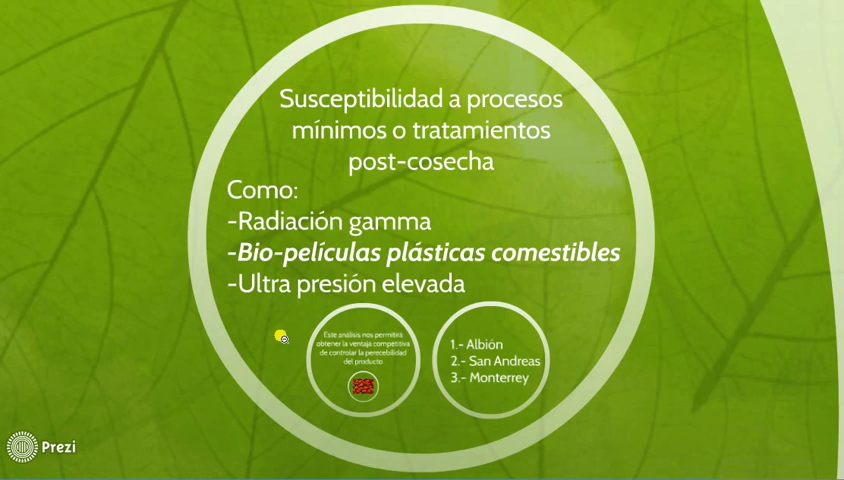 Susceptibilidad a procesos
mínimos o tratamientos
post-cosecha
Como:
-Radiación gamma
-Bio-películas plásticas comestibles
-Ultra presión elevada
Este análisis nos permitirá
obtener la ventaja competitiva
de controlar la perecebilidad
del producto
1.- Albión
2.- San Andreas
3.- Monterrey
Prezi